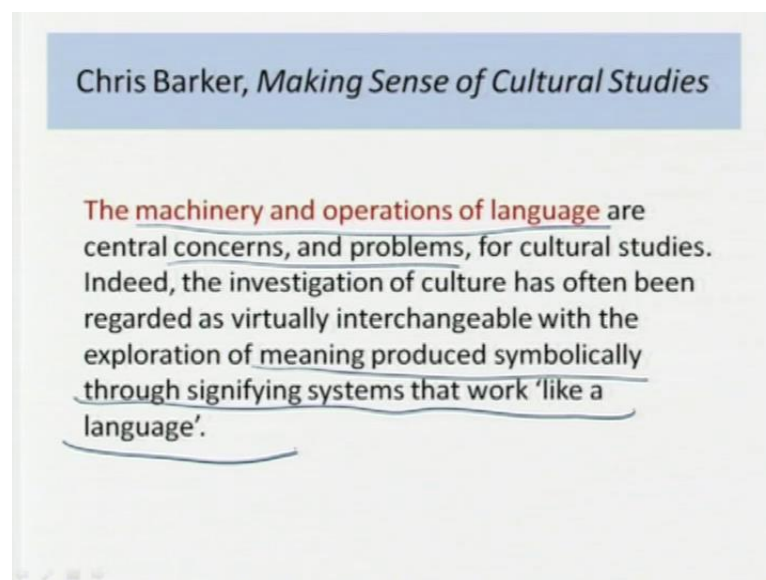 Chris Barker, Making Sense of Cultural Studies
The machinery and operations of language are
central concerns, and problems, for cultural studies.
Indeed, the investigation of culture has often been
regarded as virtually interchangeable with the
exploration of meaning produced symbolically
through signifying systems that work ‘like a
language’.